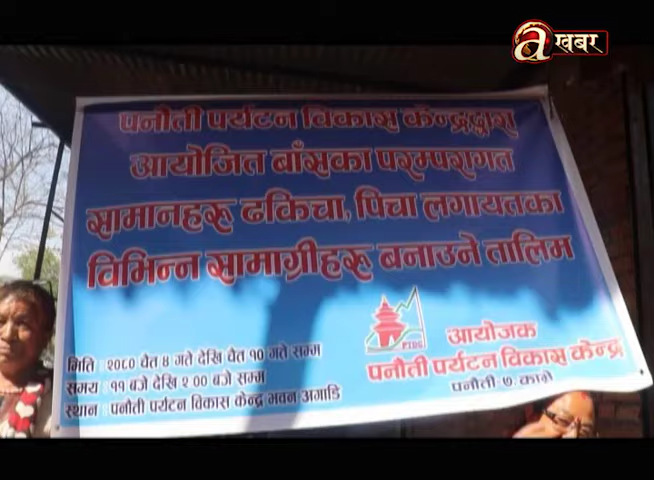 a खबर
पनौती पर्यटन विकास केन्द्रद्वारा
आयोजित बाँसका परम्परागत
सामानहरू ढकिचा, पिचा लगायतका
विभिन्न सामाग्रीहरू बनाउने तालिम
मिति : २०८० चैत ४ गते देखि चैत १० गते सम्म
समय : ११ बजे देखि २:०० बजे सम्म
स्थान : पनौती पर्यटन विकास केन्द्र भवन अगाडि
PTDC
आयोजक
पनौती पर्यटन विकास केन्द्र
पनौती ७, काभ्रे